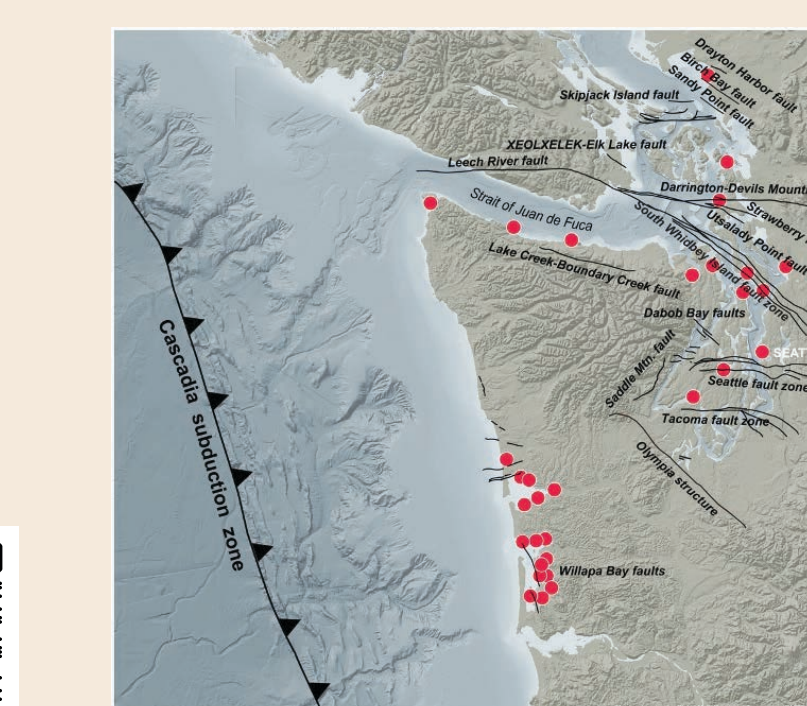 Drayton Harbor fault
Birch Bay fault
Sandy Point fault
Skipjack Island fault
XEOLXELEK-Elk Lake fault
Leech River fault
Darrington-Devils
Strait of Juan de Fuca
Strawberry
Utsalady Point
South Whidbey Island fault zone
Lake Creek-Boundary Creek fault
Dabob Bay faults
Cascadia subduction zone
Saddle Mtn. fault
Seattle fault zone
Tacoma fault zone
Olympia structure
Willapa Bay faults